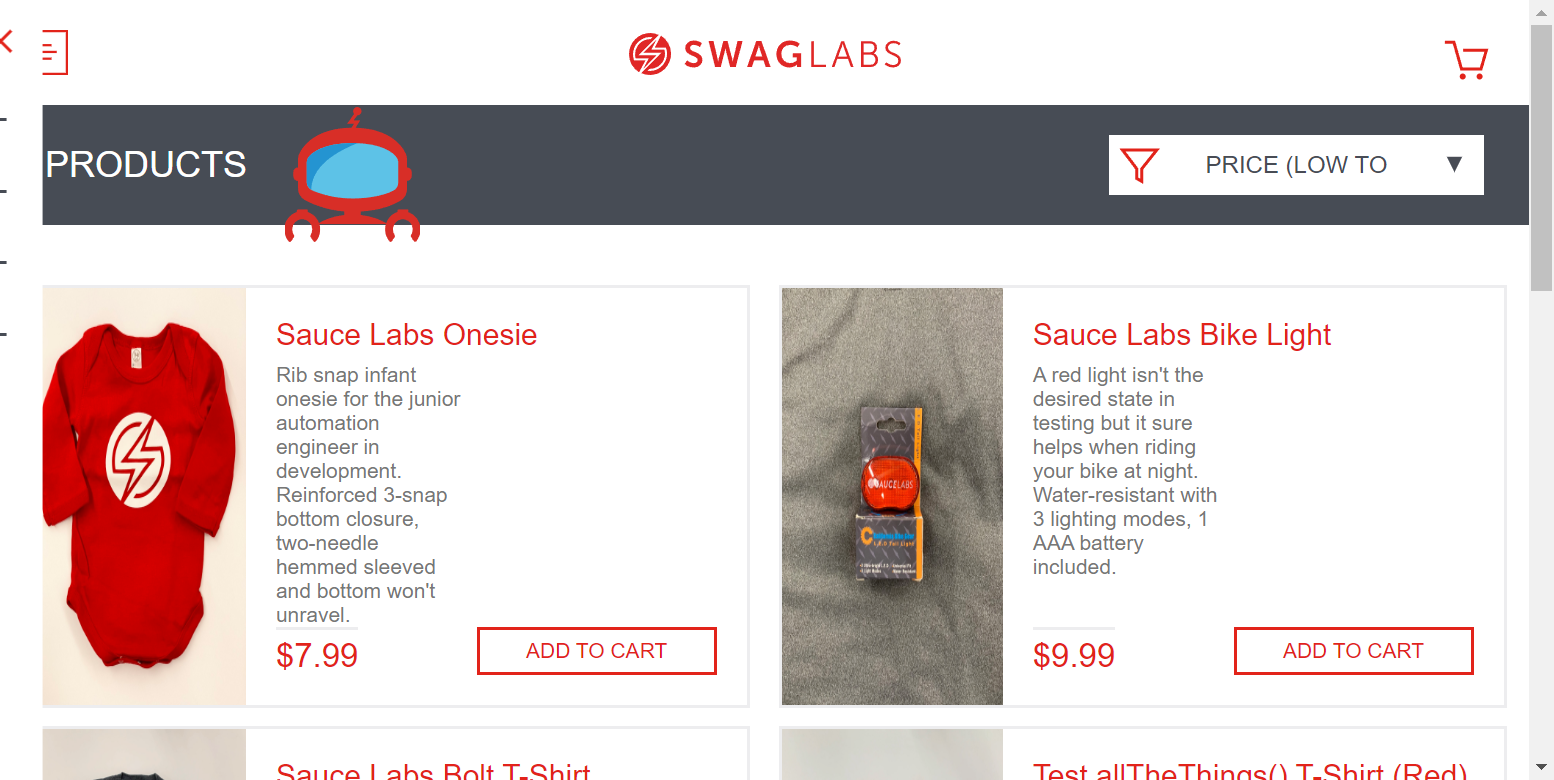 SWAGLABS
PRODUCTS
PRICE (LOW TO
▼
Sauce Labs Onesie
Rib snap infant
onesie for the junior
automation
engineer in
development.
Reinforced 3-snap
bottom closure,
two-needle
hemmed sleeved
and bottom won't
unravel.
$7.99
ADD TO CART
Sauce Labs Bike Light
A red light isn't the
desired state in
testing but it sure
helps when riding
your bike at night.
Water-resistant with
3 lighting modes, 1
AAA battery
included.
SAUCELABS
$9.99
ADD TO CART
Sauce Labs Bolt T-Shirt
Test.allTheThings() T-Shirt (Red)